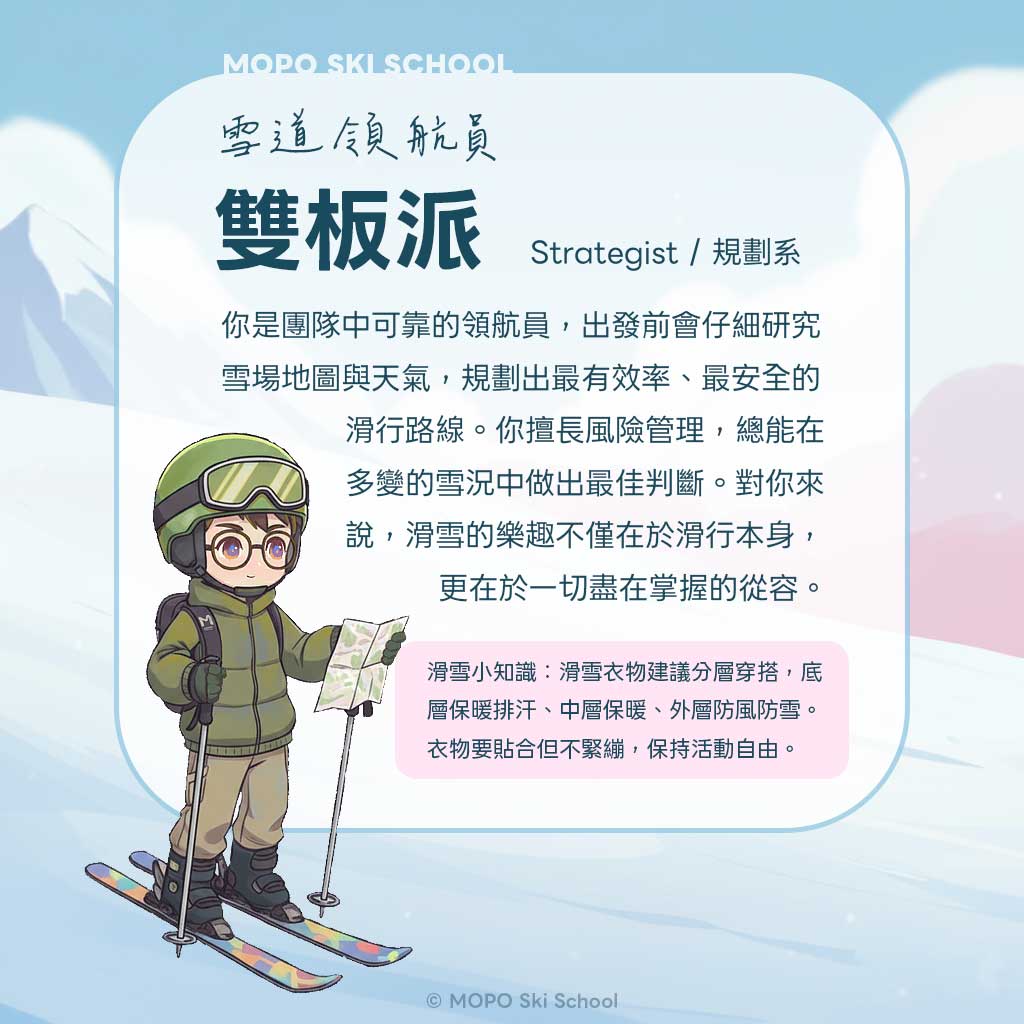 MOPO SKI SCHOOL
雪道領航員
雙板派
Strategist / 規劃系
你是團隊中可靠的領航員，出發前會仔細研究
雪場地圖與天氣，規劃出最有效率、最安全的
滑行路線。你擅長風險管理，總能在
多變的雪況中做出最佳判斷。對你來
說，滑雪的樂趣不僅在於滑行本身，
更在於一切盡在掌握的從容。
滑雪小知識：滑雪衣物建議分層穿搭，底
層保暖排汗、中層保暖、外層防風防雪。
衣物要貼合但不緊繃，保持活動自由。
M
© MOPO Ski School